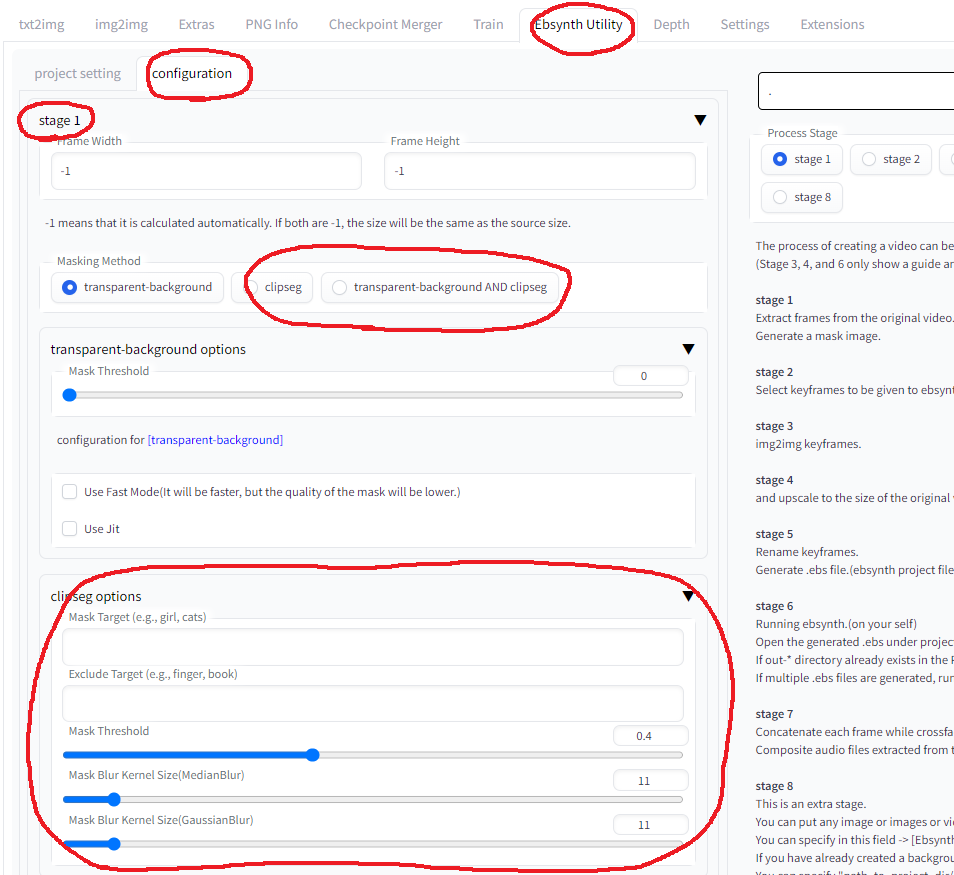 txt2img img2img Extras PNG Info Checkpoint Merger Train Ebsynth Utility Depth Settings Extensions
project setting configuration
stage 1
Frame Width Frame Height
-1 -1
-1 means that it is calculated automatically. If both are -1, the size will be the same as the source size.
Masking Method
transparent-background clipseg transparent-background AND clipseg
transparent-background options
Mask Threshold 0
configuration for [transparent-background]
Use Fast Mode(It will be faster, but the quality of the mask will be lower.)
Use Jit
clipseg options
Mask Target (e.g., girl, cats)
Exclude Target (e.g., finger, book)
Mask Threshold 0.4
Mask Blur Kernel Size(MedianBlur) 11
Mask Blur Kernel Size(GaussianBlur) 11
.
Process Stage
stage 1 stage 2
stage 8
The process of creating a video can be
(Stage 3, 4, and 6 only show a guide
stage 1
Extract frames from the original video.
Generate a mask image.
stage 2
Select keyframes to be given to
stage 3
img2img keyframes.
stage 4
and upscale to the size of the original
stage 5
Rename keyframes.
Generate .ebs file.(ebsynth project
stage 6
Running ebsynth.(on your self)
Open the generated .ebs under
If out-* directory already exists in the
If multiple .ebs files are generated,
stage 7
Concatenate each frame while
Composite audio files extracted from
stage 8
This is an extra stage.
You can put any image or images or
You can specify in this field ->
If you have already created a